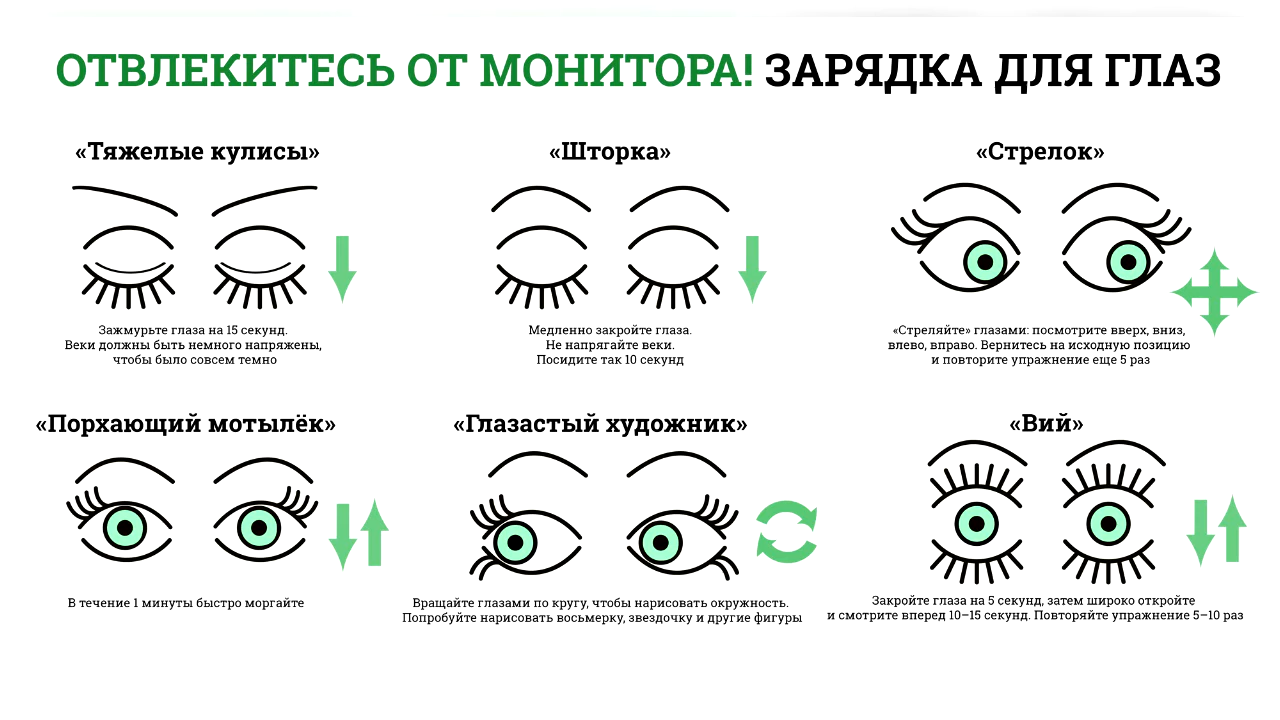 ОТВЛЕКИТЕСЬ ОТ МОНИТОРА! ЗАРЯДКА ДЛЯ ГЛАЗ
«Тяжелые кулисы»
Зажмурьте глаза на 15 секунд.
Веки должны быть немного напряжены,
чтобы было совсем темно
«Шторка»
Медленно закройте глаза.
Не напрягайте веки.
Посидите так 10 секунд
«Стрелок»
«Стреляйте» глазами: посмотрите вверх, вниз,
влево, вправо. Вернитесь на исходную позицию
и повторите упражнение еще 5 раз
«Порхающий мотылёк»
В течение 1 минуты быстро моргайте
«Глазастый художник»
Вращайте глазами по кругу, чтобы нарисовать окружность.
Попробуйте нарисовать восьмерку, звездочку и другие фигуры
«Вий»
Закройте глаза на 5 секунд, затем широко откройте
и смотрите вперед 10–15 секунд. Повторяйте упражнение 5–10 раз